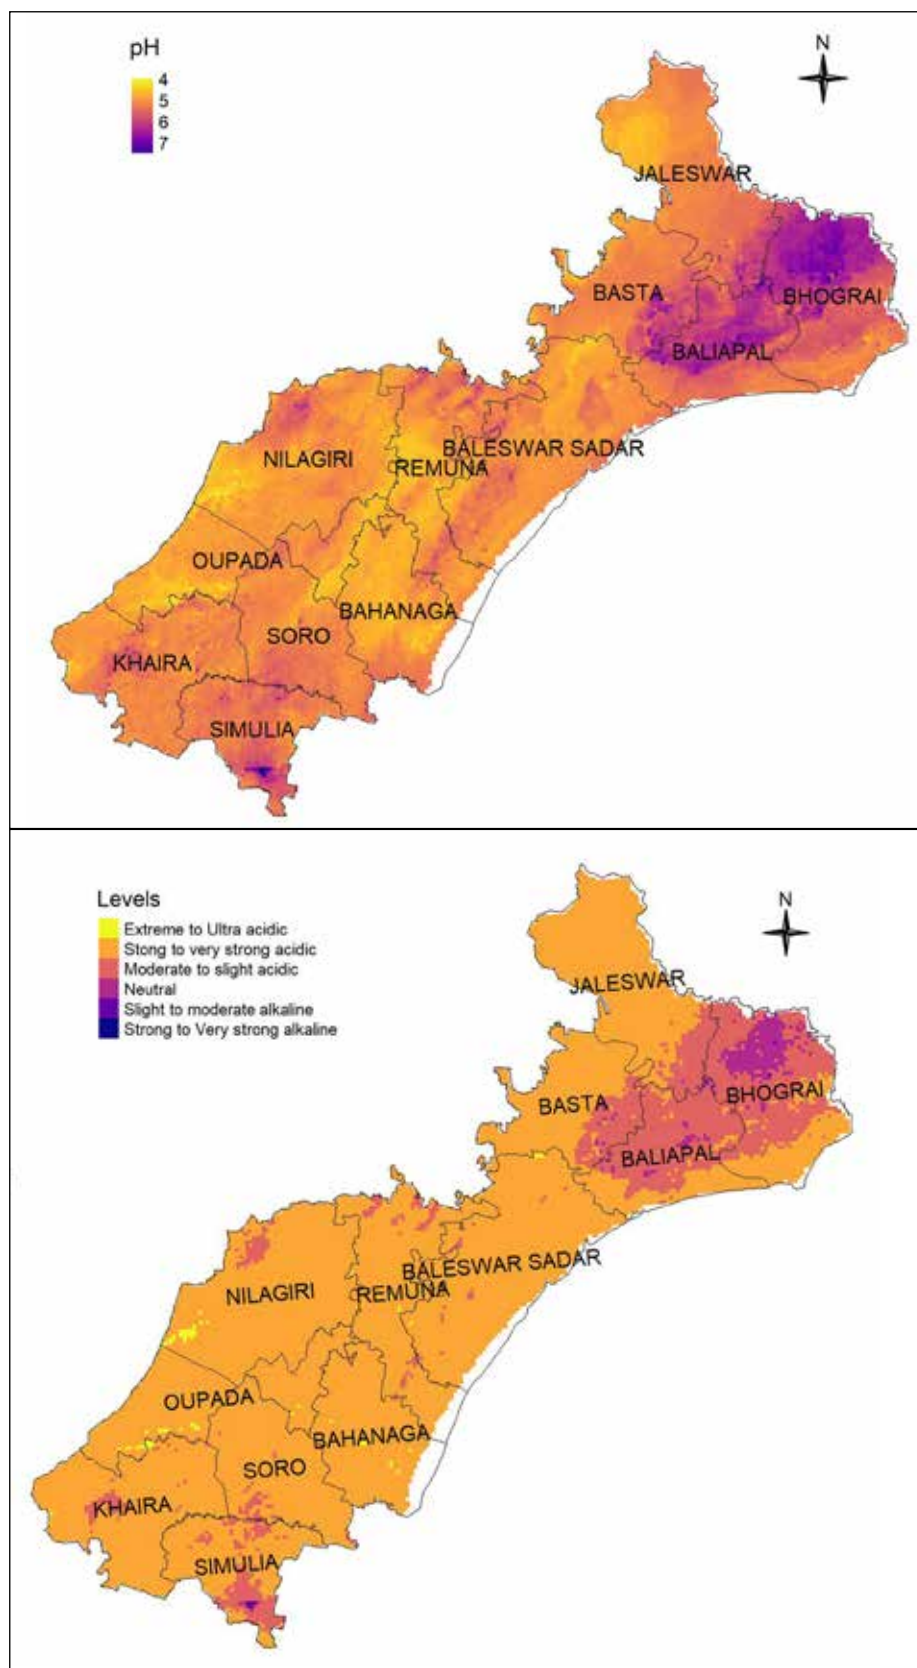 pH
N
4
5
6
7
JALESWAR
BASTA
BHOGRAI
BALIAPAL
BALESWAR SADAR
NILAGIRI
REMUNA
OUPADA
BAHANAGA
SORO
KHAIRA
SIMULIA
Levels
N
Extreme to Ultra acidic
Stong to very strong acidic
Moderate to slight acidic
Neutral
Slight to moderate alkaline
Strong to Very strong alkaline
JALESWAR
BASTA
BHOGRAI
BALIAPAL
BALESWAR SADAR
NILAGIRI
REMUNA
OUPADA
BAHANAGA
SORO
KHAIRA
SIMULIA